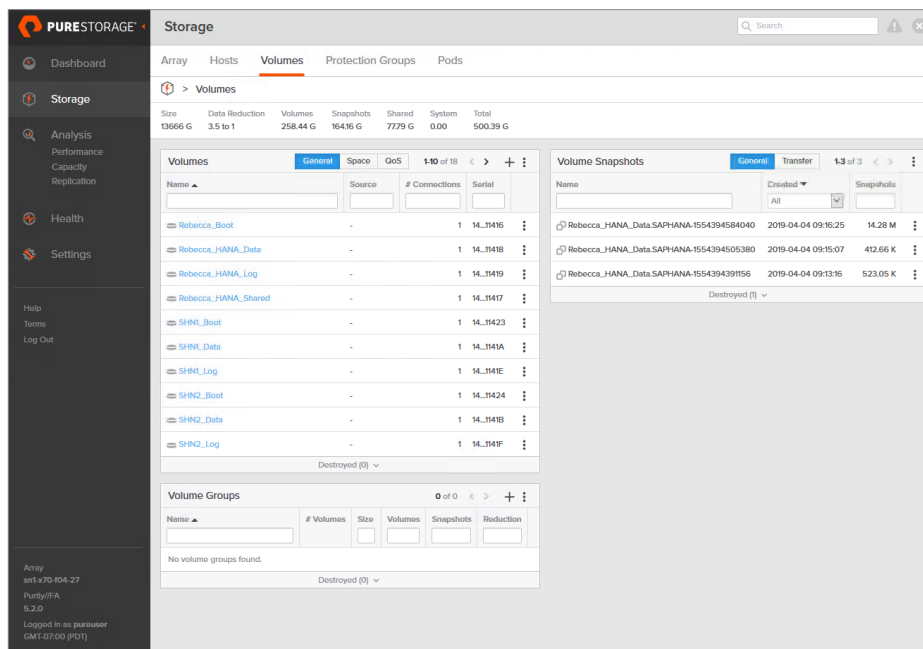 PURESTORAGE®
Storage
Search
Dashboard
Storage
Analysis
Performance
Capacity
Replication
Health
Settings
Help
Terms
Log Out
Array
sn1-x70-f04-27
Purity//FA
5.2.0
Logged in as pureuser
GMT-07:00 (PDT)
Array Hosts Volumes Protection Groups Pods
> Volumes
Size Data Reduction Volumes Snapshots Shared System Total
13666 G 3.5 to 1 258.44 G 164.16 G 77.79 G 0.00 500.39 G
Volumes General Space QoS 1-10 of 18 < > +
Name Source # Connections Serial
Rebecca_Boot - 1 14...11416
Rebecca_HANA_Data - 1 14...11418
Rebecca_HANA_Log - 1 14...11419
Rebecca_HANA_Shared - 1 14...11417
SHN1_Boot - 1 14...11423
SHN1_Data - 1 14...1141A
SHN1_Log - 1 14...1141E
SHN2_Boot - 1 14...11424
SHN2_Data - 1 14...1141B
SHN2_Log - 1 14...1141F
Destroyed (0)
Volume Groups 0 of 0 < > +
Name # Volumes Size Volumes Snapshots Reduction
No volume groups found.
Destroyed (0)
Volume Snapshots General Transfer 1-3 of 3 < >
Name Created Snapshots
All
Rebecca_HANA_Data.SAPHANA-1554394584040 2019-04-04 09:16:25 14.28 M
Rebecca_HANA_Data.SAPHANA-1554394505380 2019-04-04 09:15:07 412.66 K
Rebecca_HANA_Data.SAPHANA-1554394391156 2019-04-04 09:13:16 523.05 K
Destroyed (1)